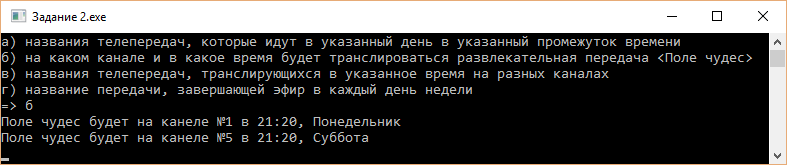 Задание 2.exe
а) названия телепередач, которые идут в указанный день в указанный промежуток времени
б) на каком канале и в какое время будет транслироваться развлекательная передача <Поле чудес>
в) названия телепередач, транслирующихся в указанное время на разных каналах
г) название передачи, завершающей эфир в каждый день недели
=> б
Поле чудес будет на канеле №1 в 21:20, Понедельник
Поле чудес будет на канеле №5 в 21:20, Суббота